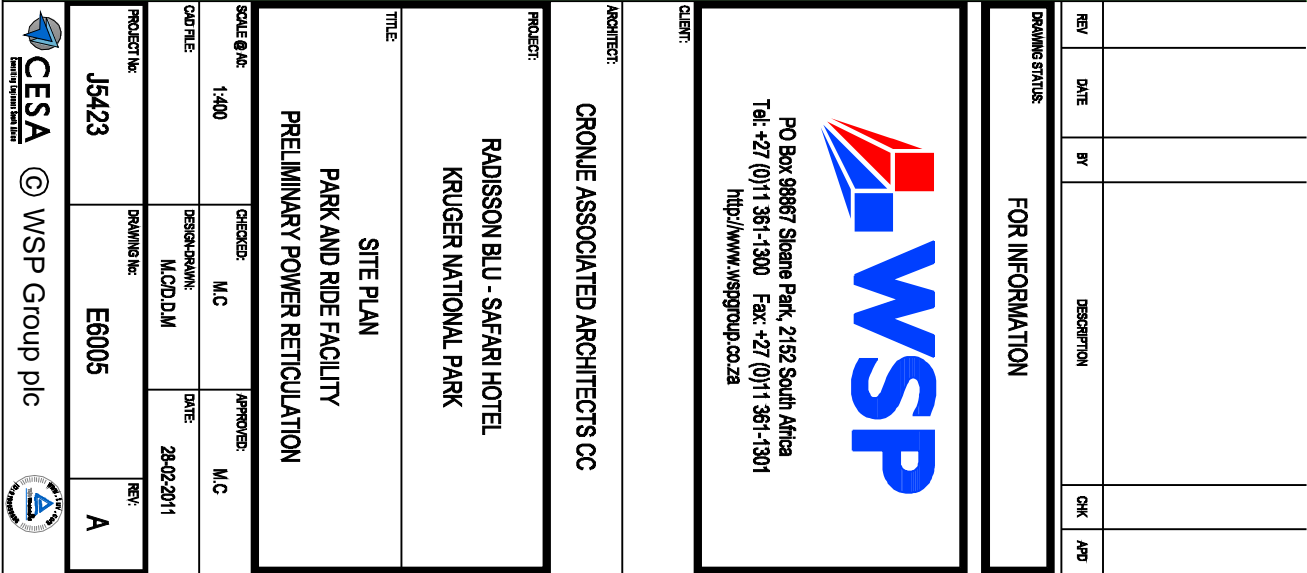 REV DATE BY DESCRIPTION CHK APD
DRAWING STATUS:
FOR INFORMATION
WSP
PO Box 98867 Sloane Park, 2152 South Africa
Tel: +27 (0)11 361-1300 Fax: +27 (0)11 361-1301
http://www.wspgroup.co.za
CLIENT:
ARCHITECT:
CRONJE ASSOCIATED ARCHITECTS CC
PROJECT:
RADISSON BLU - SAFARI HOTEL
KRUGER NATIONAL PARK
TITLE:
SITE PLAN
PARK AND RIDE FACILITY
PRELIMINARY POWER RETICULATION
SCALE @ A0: CHECKED: APPROVED:
1:400 M.C M.C
CAD FILE: DESIGN-DRAWN: DATE:
M.C/D.D.M 28-02-2011
PROJECT No: DRAWING No: REV:
J5423 E6005 A
CESA © WSP Group plc
Consulting Engineers South Africa